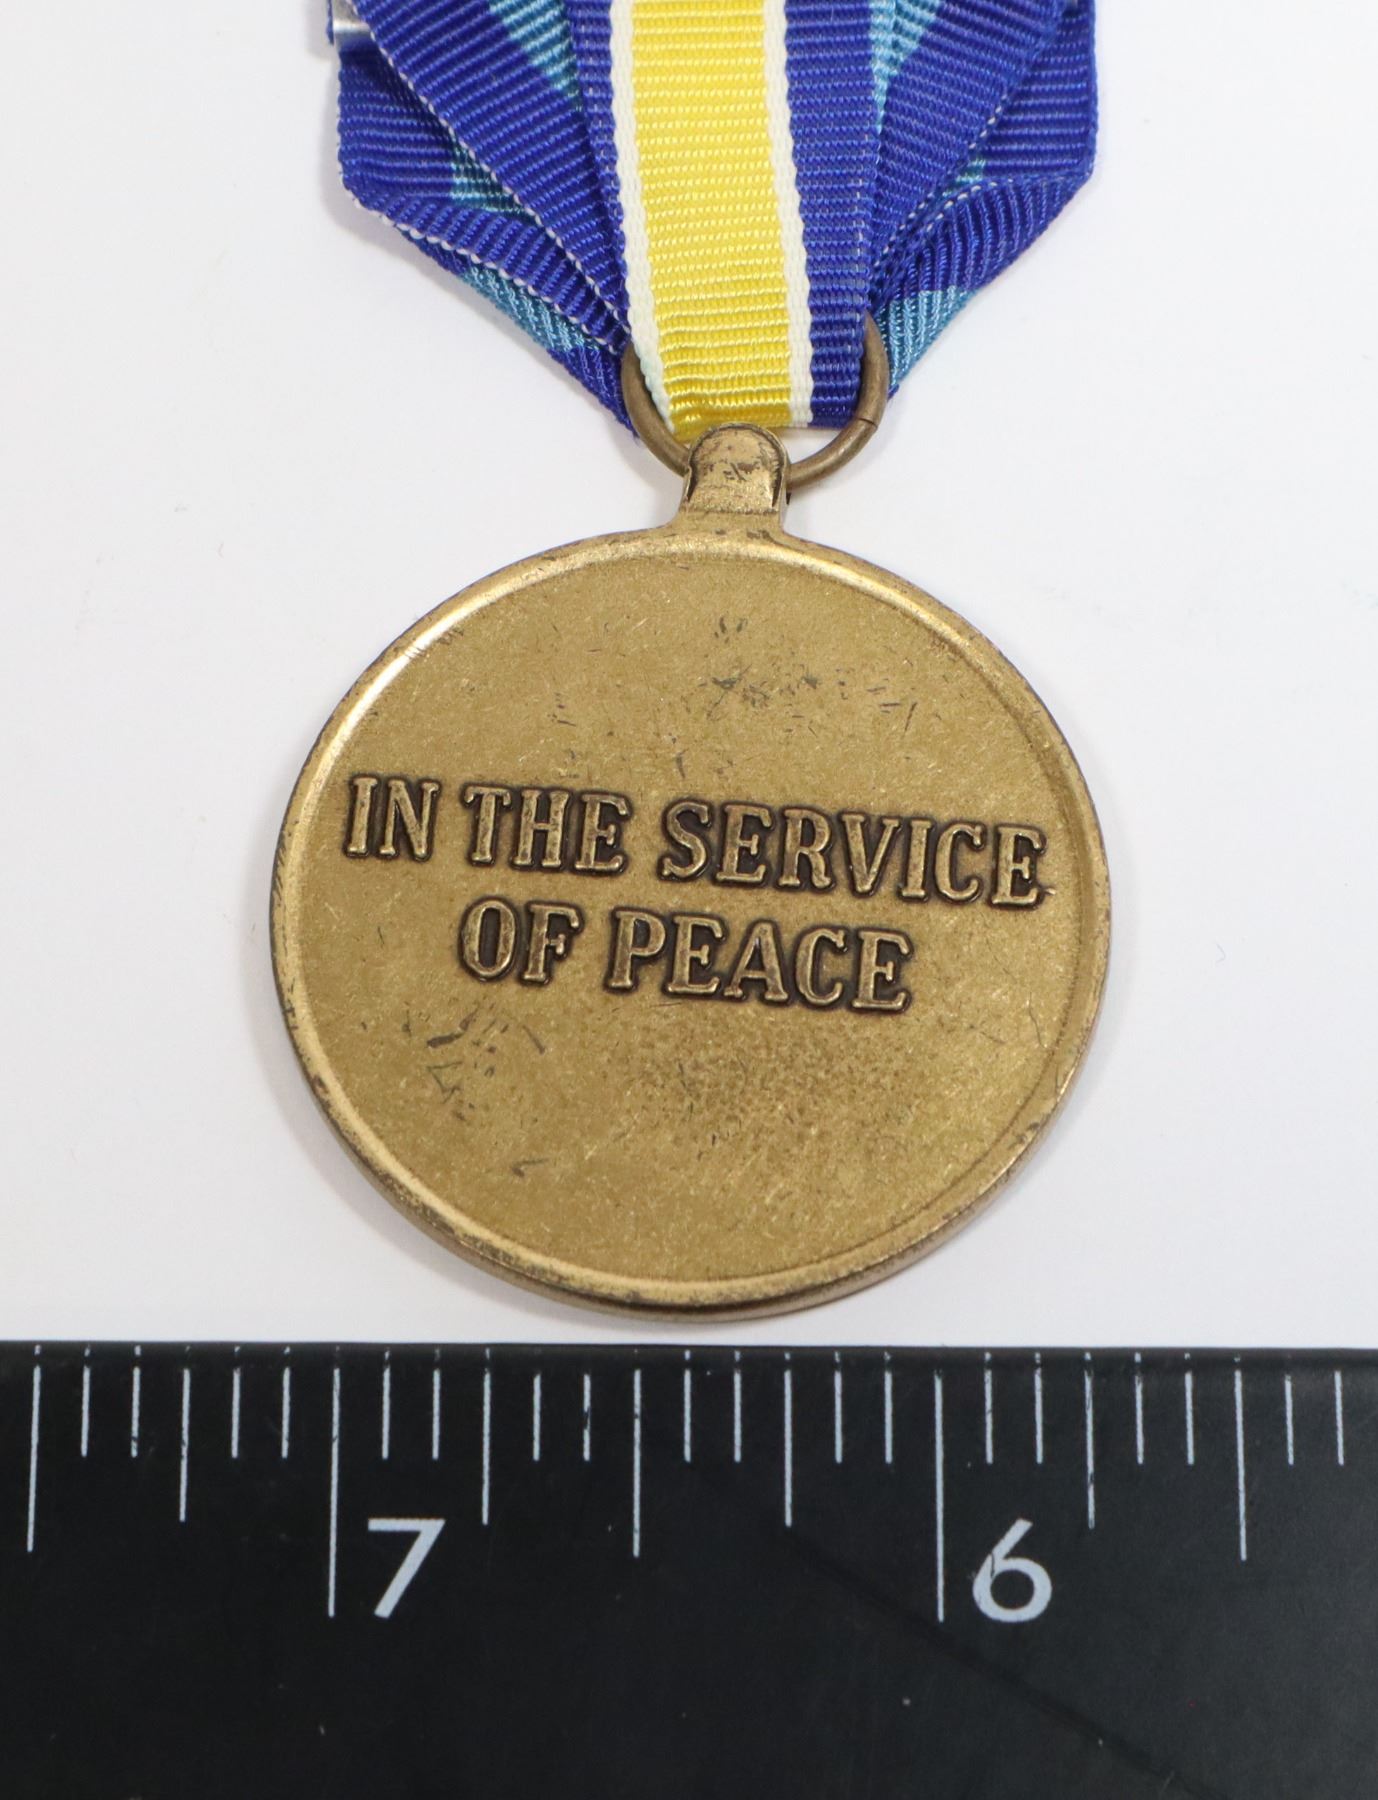 IN THE SERVICE
OF PEACE
7 6